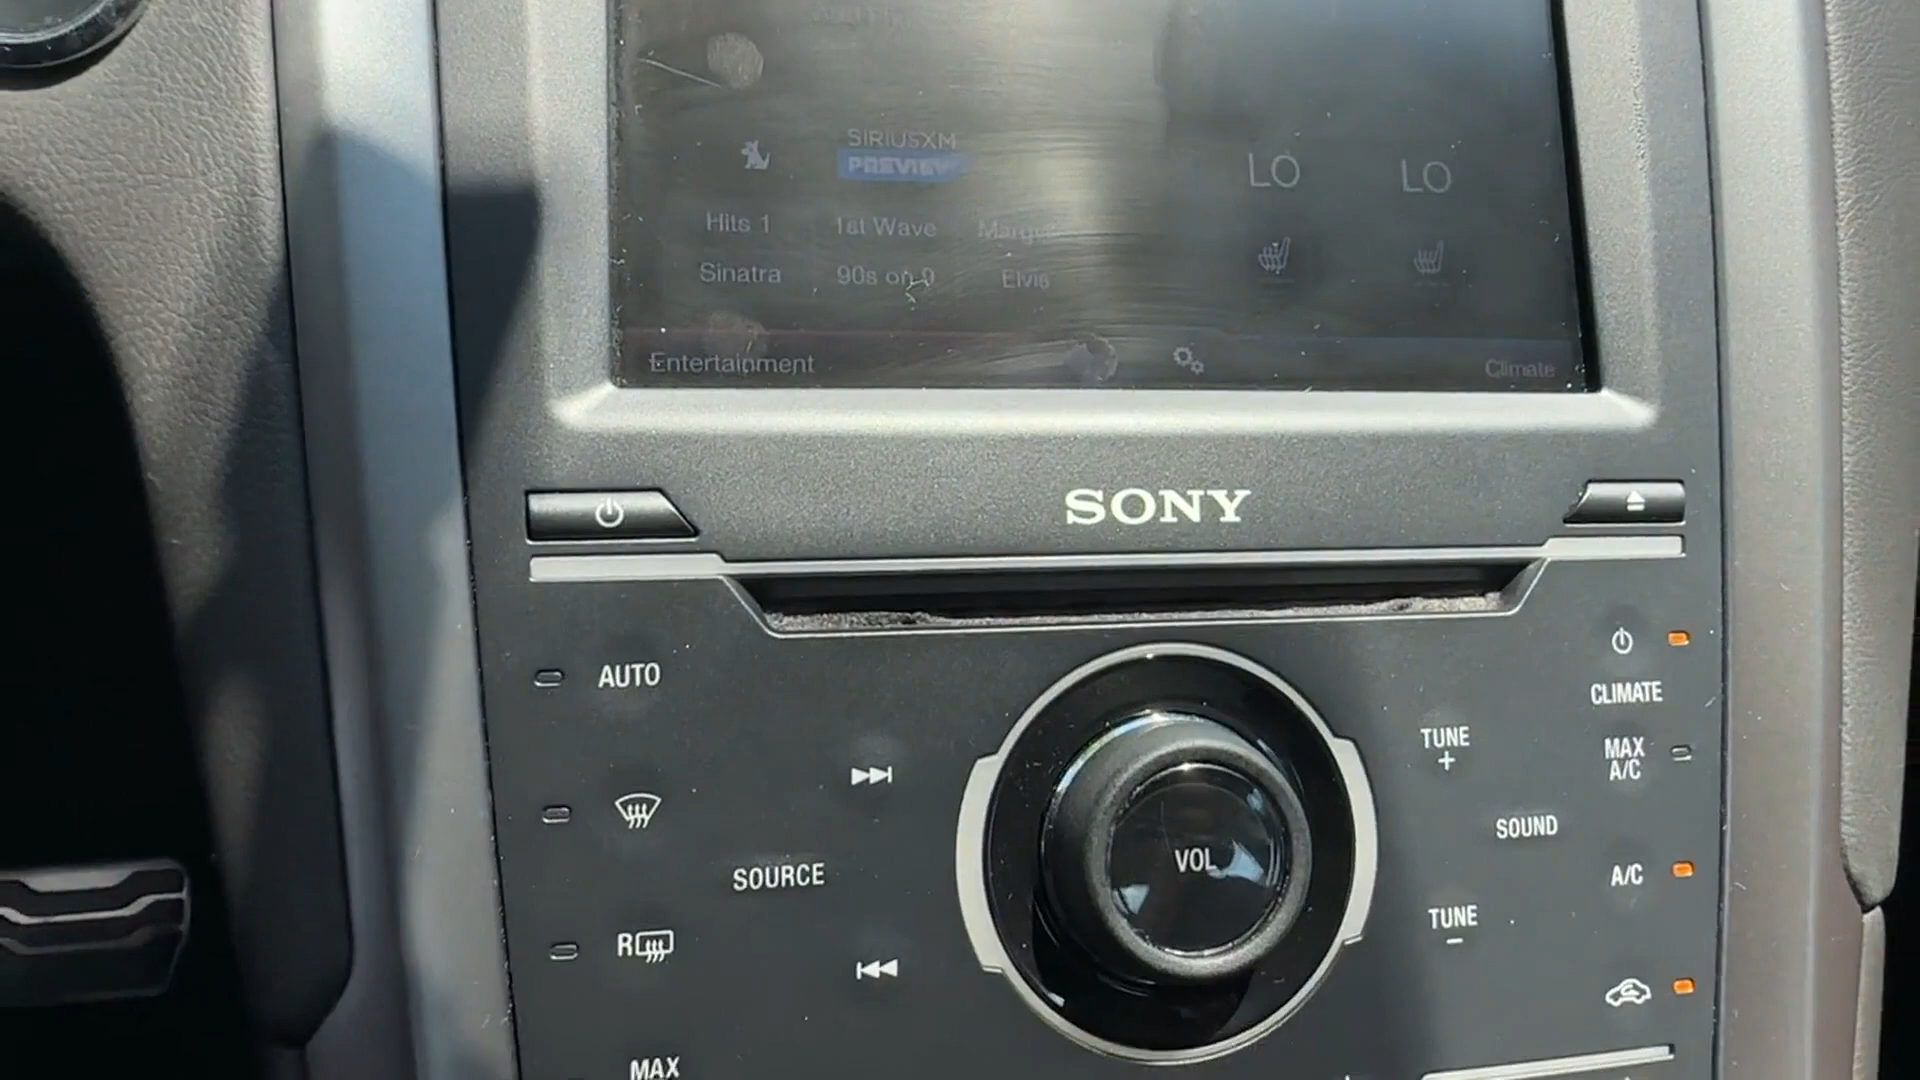 SIRIUSXM
PREVIEW
LO LO
Hits 1 1st Wave
Sinatra 90s on 9 Elvis
Entertainment Climate
SONY
AUTO
CLIMATE
TUNE
+
MAX
A/C
SOUND
VOL
SOURCE
A/C
TUNE
-
R
MAX